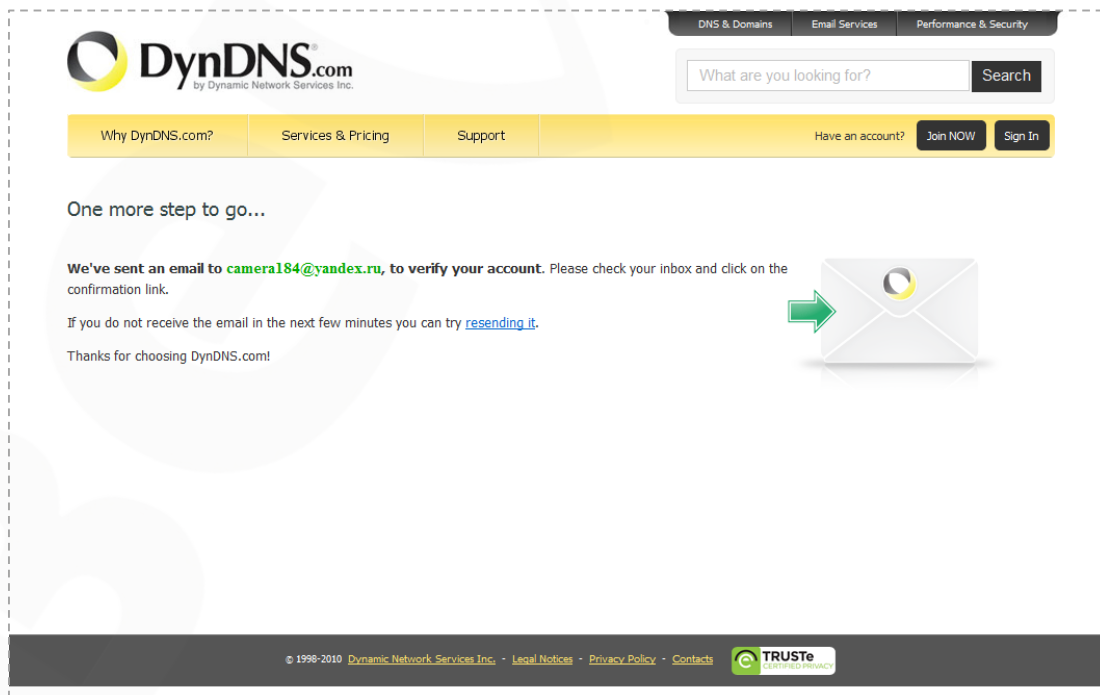 DNS & Domains Email Services Performance & Security
DynDNS.com
by Dynamic Network Services Inc.
What are you looking for? Search
Why DynDNS.com? Services & Pricing Support Have an account? Join NOW Sign In
One more step to go...
We've sent an email to camera184@yandex.ru, to verify your account. Please check your inbox and click on the
confirmation link.
If you do not receive the email in the next few minutes you can try resending it.
Thanks for choosing DynDNS.com!
© 1998-2010 Dynamic Network Services Inc. - Legal Notices - Privacy Policy - Contacts TRUSTe
CERTIFIED PRIVACY